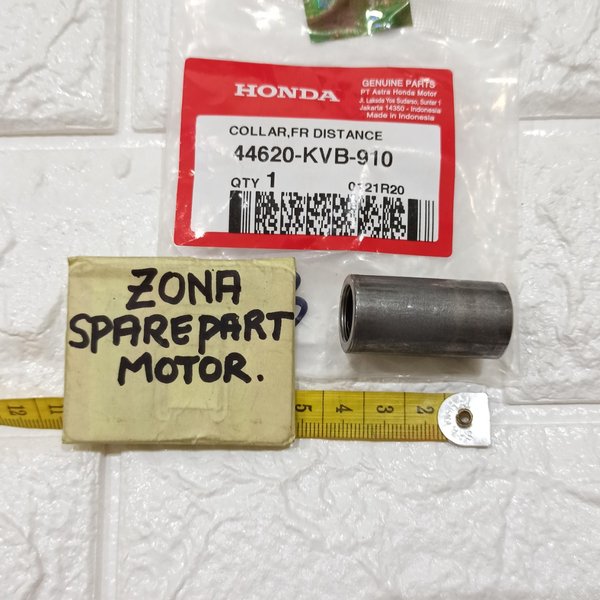 HONDA
GENUINE PARTS
PT Astra Honda Motor
Jl. Laksda Yos Sudarso, Sunter 1
Jakarta 14350 - Indonesia
Made in Indonesia
COLLAR,FR DISTANCE
44620-KVB-910
QTY 1 0121R20
ZONA
SPAREPART
MOTOR.
12 11 5 4 3 2